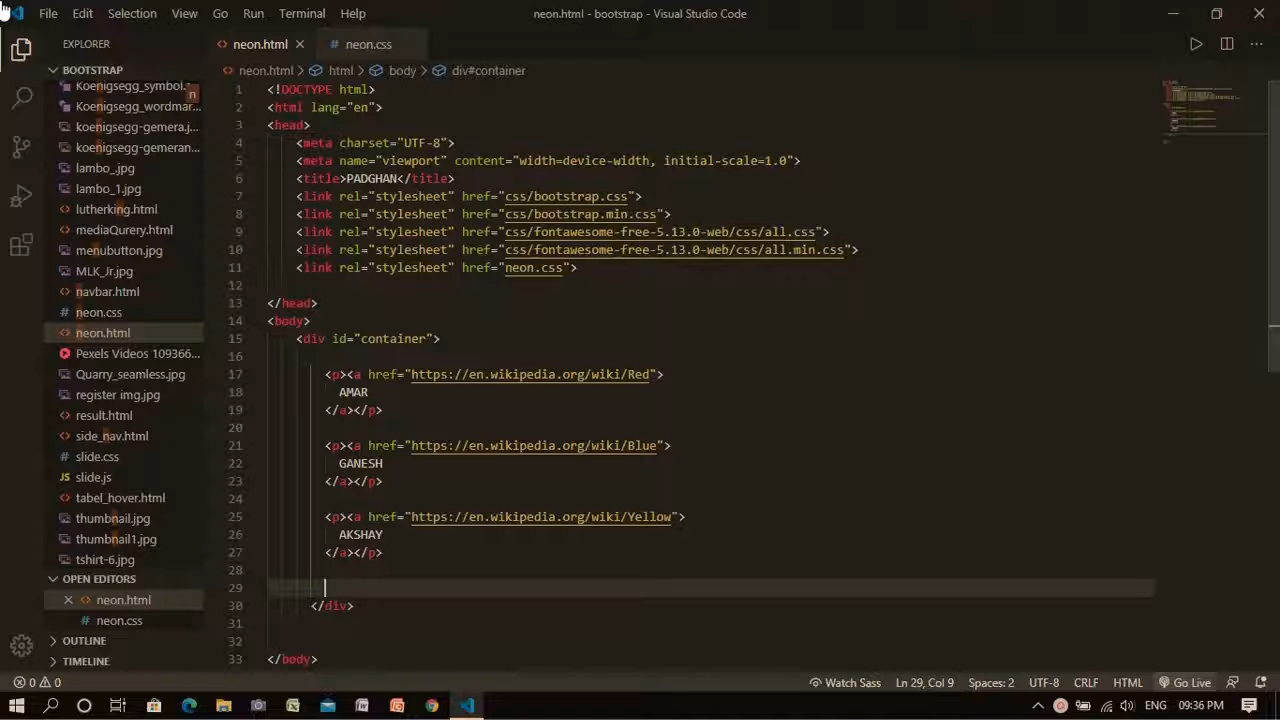 File Edit Selection View Go Run Terminal Help neon.html - bootstrap - Visual Studio Code
EXPLORER
BOOTSTRAP
Koenigsegg_symbol.
n
Koenigsegg_wordmar...
koenigsegg-gemera.j...
koenigsegg-gemeran...
lambo_.jpg
lambo_1.jpg
lutherking.html
mediaQurery.html
menubutton.jpg
MLK_Jr.jpg
navbar.html
neon.css
neon.html
Pexels Videos 109366...
Quarry_seamless.jpg
register img.jpg
result.html
side_nav.html
slide.css
slide.js
tabel_hover.html
thumbnail.jpg
thumbnail1.jpg
tshirt-6.jpg
OPEN EDITORS
neon.html
neon.css
OUTLINE
TIMELINE
neon.html neon.css
neon.html > html > body > div#container
1 <!DOCTYPE html>
2 <html lang="en">
3 <head>
4 <meta charset="UTF-8">
5 <meta name="viewport" content="width=device-width, initial-scale=1.0">
6 <title>PADGHAN</title>
7 <link rel="stylesheet" href="css/bootstrap.css">
8 <link rel="stylesheet" href="css/bootstrap.min.css">
9 <link rel="stylesheet" href="css/fontawesome-free-5.13.0-web/css/all.css">
10 <link rel="stylesheet" href="css/fontawesome-free-5.13.0-web/css/all.min.css">
11 <link rel="stylesheet" href="neon.css">
12
13 </head>
14 <body>
15 <div id="container">
16
17 <p><a href="https://en.wikipedia.org/wiki/Red">
18 AMAR
19 </a></p>
20
21 <p><a href="https://en.wikipedia.org/wiki/Blue">
22 GANESH
23 </a></p>
24
25 <p><a href="https://en.wikipedia.org/wiki/Yellow">
26 AKSHAY
27 </a></p>
28
29
30 </div>
31
32
33 </body>
0 0 Watch Sass Ln 29, Col 9 Spaces: 2 UTF-8 CRLF HTML Go Live
ENG 09:36 PM